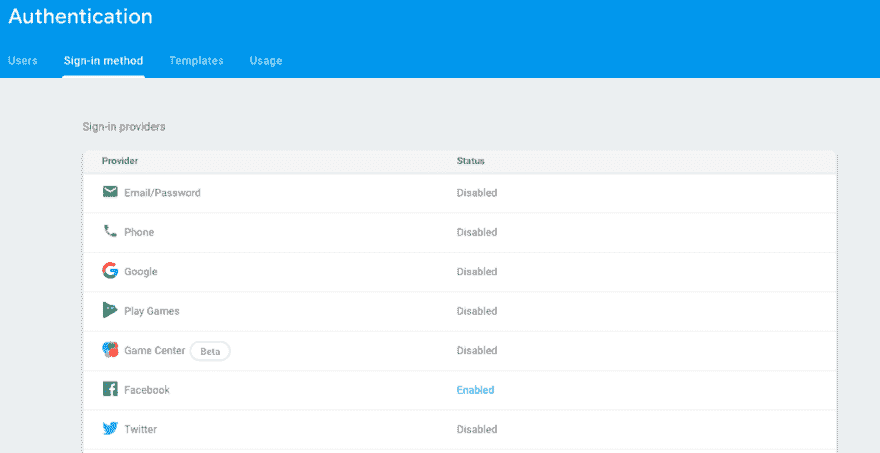 Authentication
Users Sign-in method Templates Usage
Sign-in providers
Provider Status
Email/Password Disabled
Phone Disabled
Google Disabled
Play Games Disabled
Game Center Beta Disabled
Facebook Enabled
Twitter Disabled